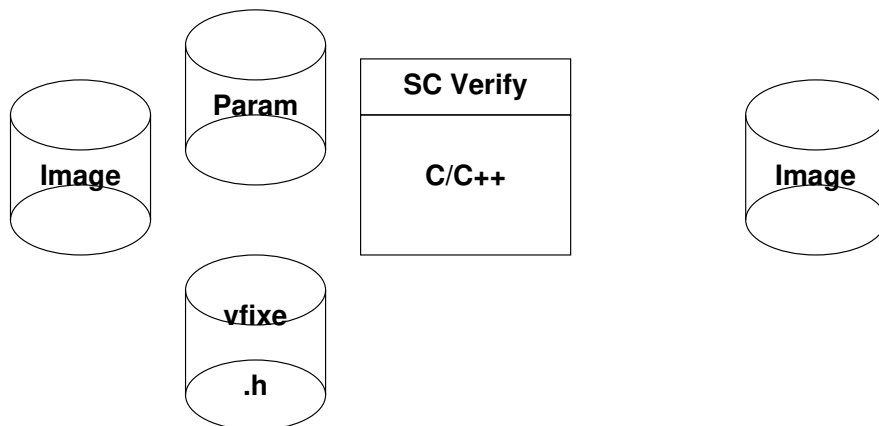 Image
Param
SC Verify
C/C++
Image
vfixe
.h